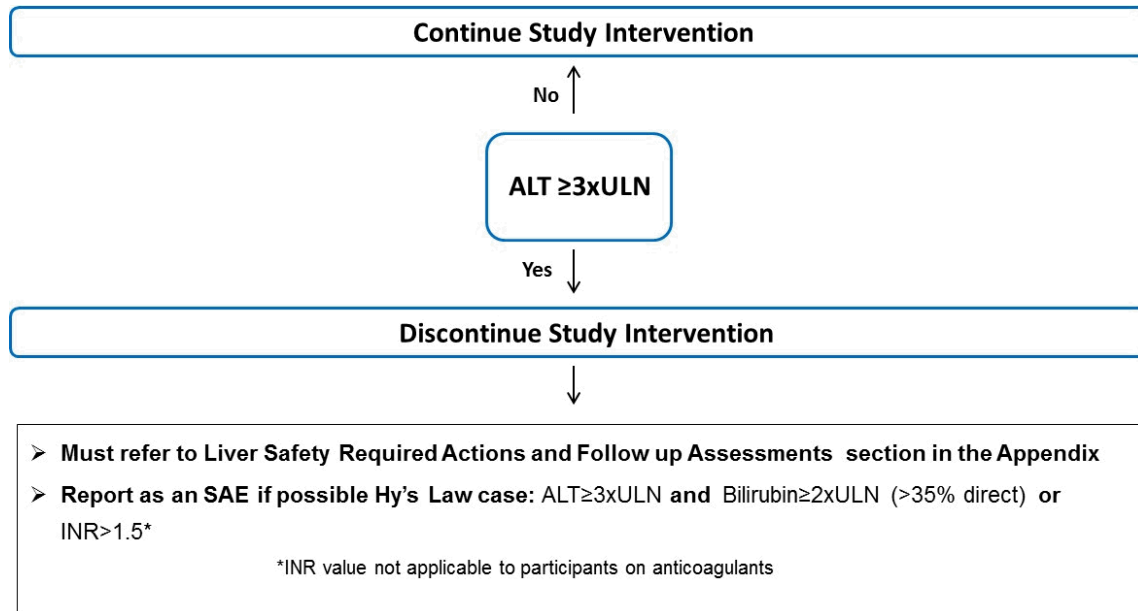 Continue Study Intervention
No
ALT ≥3xULN
Yes
Discontinue Study Intervention
➢ Must refer to Liver Safety Required Actions and Follow up Assessments section in the Appendix
➢ Report as an SAE if possible Hy's Law case: ALT≥3xULN and Bilirubin≥2xULN (>35% direct) or
INR>1.5*
*INR value not applicable to participants on anticoagulants